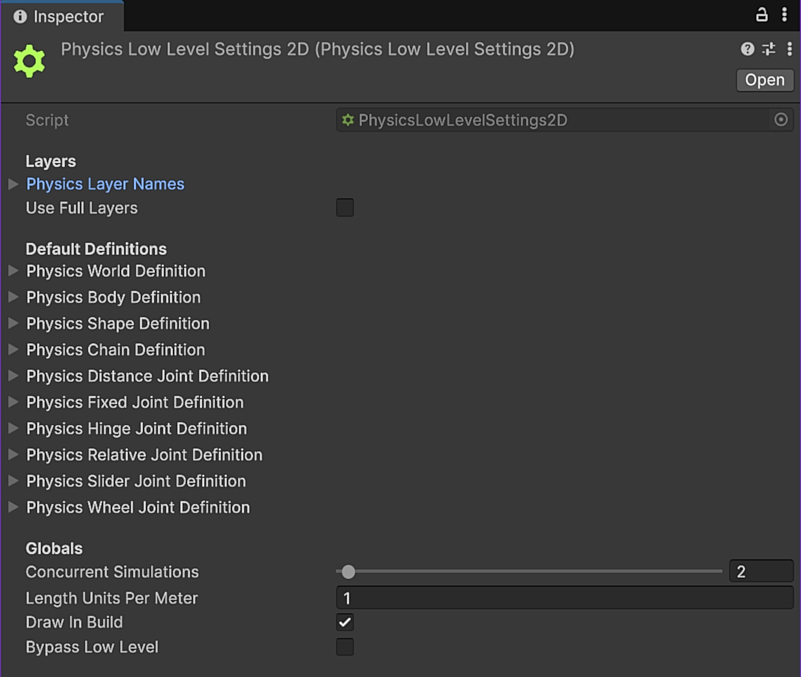 Inspector
Physics Low Level Settings 2D (Physics Low Level Settings 2D)
Open
Script PhysicsLowLevelSettings2D
Layers
Physics Layer Names
Use Full Layers
Default Definitions
Physics World Definition
Physics Body Definition
Physics Shape Definition
Physics Chain Definition
Physics Distance Joint Definition
Physics Fixed Joint Definition
Physics Hinge Joint Definition
Physics Relative Joint Definition
Physics Slider Joint Definition
Physics Wheel Joint Definition
Globals
Concurrent Simulations 2
Length Units Per Meter 1
Draw In Build
Bypass Low Level